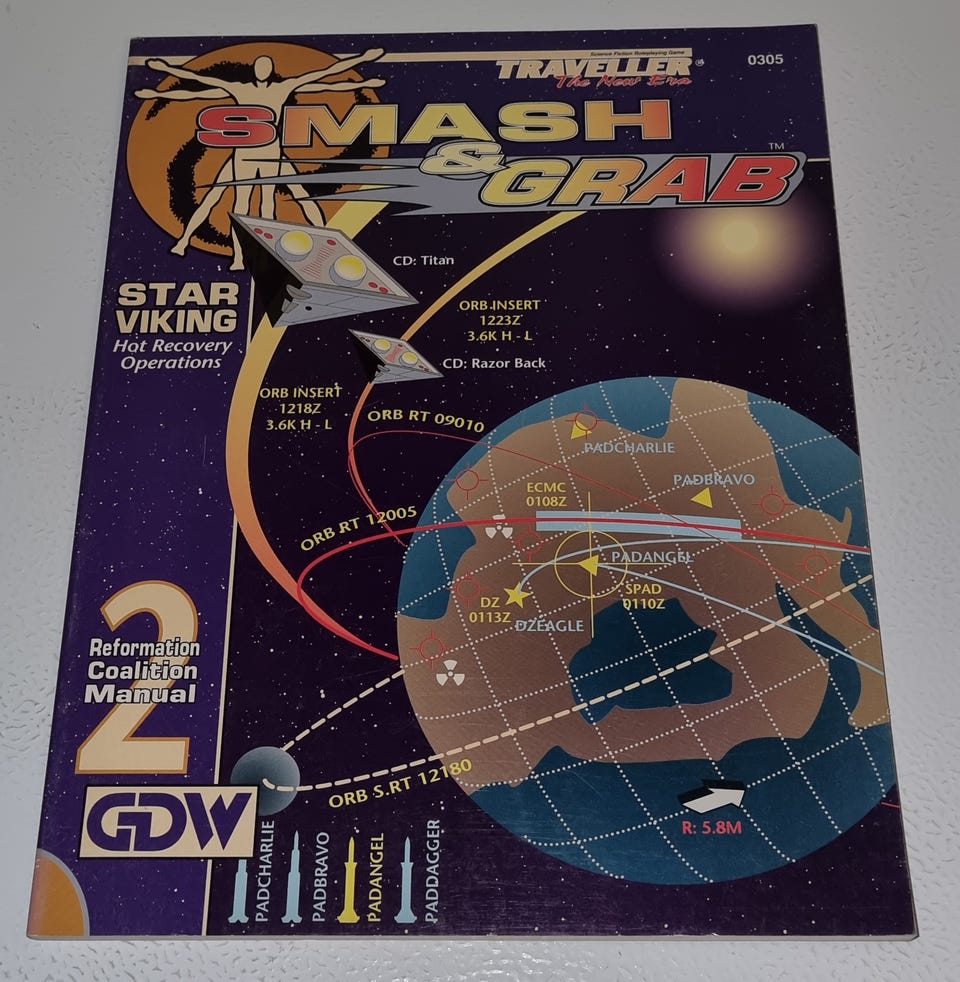 Science Fiction Roleplaying Game
TRAVELLER®
The New Era
0305
SMASH
&
GRAB™
STAR
VIKING
Hot Recovery
Operations
CD: Titan
ORB INSERT
1223Z
3.6K H - L
CD: Razor Back
ORB INSERT
1218Z
3.6K H - L
ORB RT 09010
PADCHARLIE
PADBRAVO
ECMC
0108Z
ORB RT 12005
PADANGEL
SPAD
0110Z
DZ
0113Z
DZEAGLE
2
Reformation
Coalition
Manual
ORB S.RT 12180
R: 5.8M
GDW
PADCHARLIE
PADBRAVO
PADANGEL
PADDAGGER